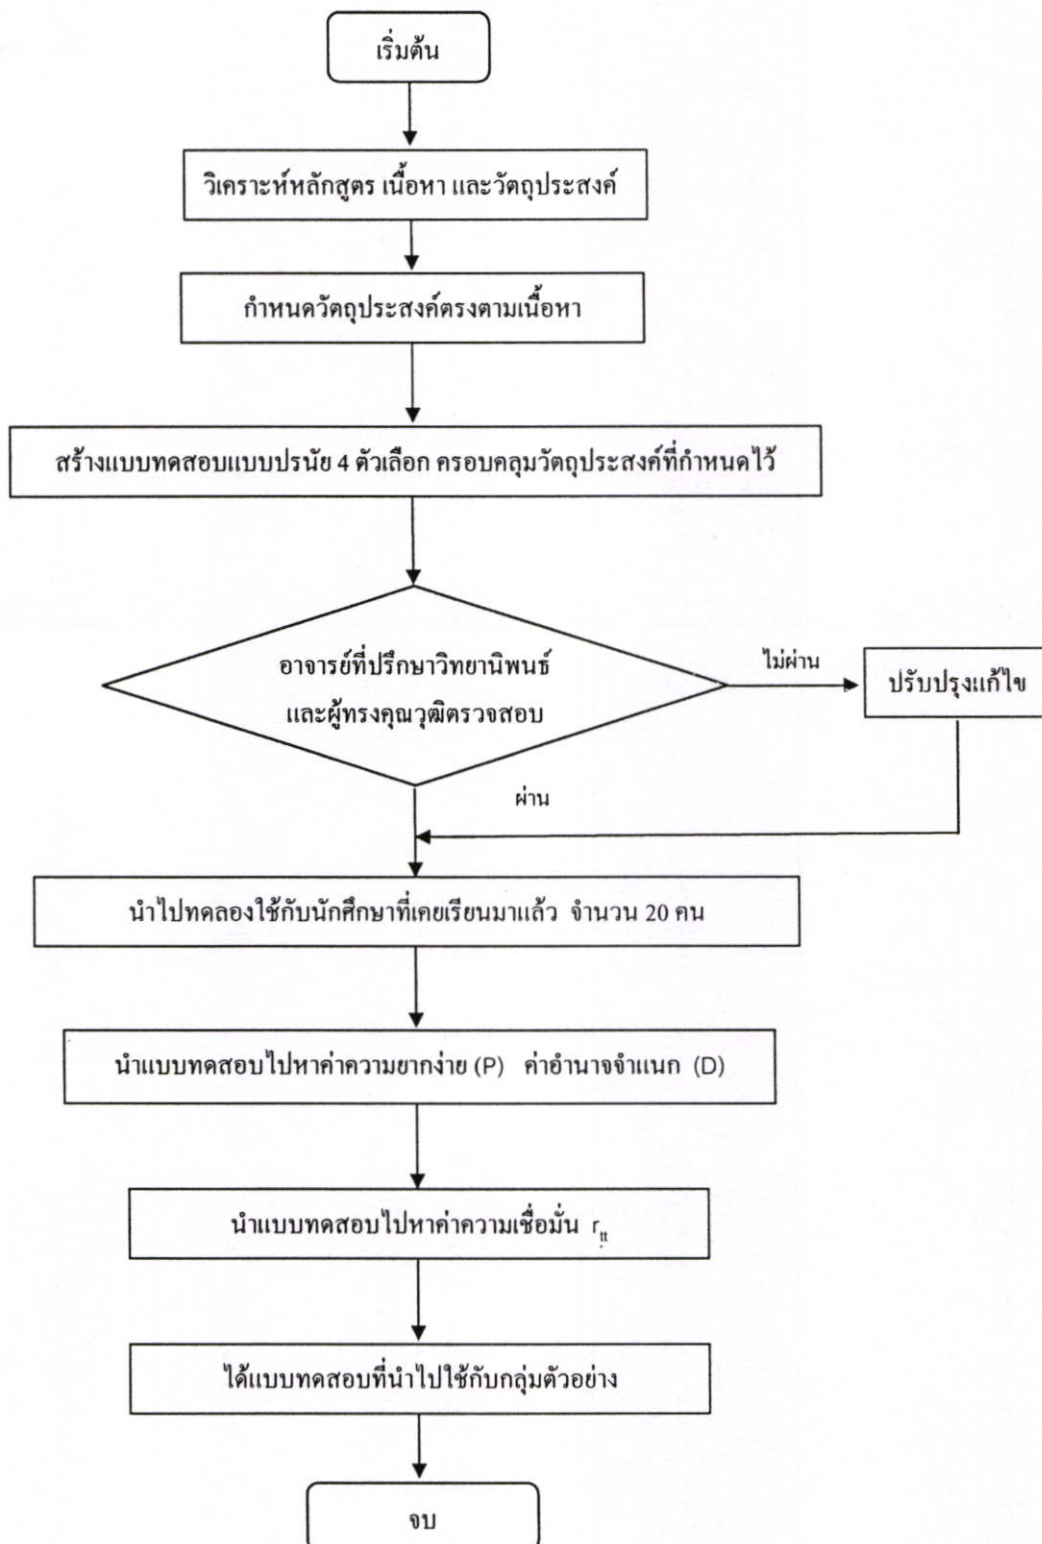 เริ่มต้น
วิเคราะห์หลักสูตร เนื้อหา และวัตถุประสงค์
กำหนดวัตถุประสงค์ตรงตามเนื้อหา
สร้างแบบทดสอบแบบปรนัย 4 ตัวเลือก ครอบคลุมวัตถุประสงค์ที่กำหนดไว้
อาจารย์ที่ปรึกษาวิทยานิพนธ์
และผู้ทรงคุณวุฒิตรวจสอบ
ไม่ผ่าน
ปรับปรุงแก้ไข
ผ่าน
นำไปทดลองใช้กับนักศึกษาที่เคยเรียนมาแล้ว จำนวน 20 คน
นำแบบทดสอบไปหาค่าความยากง่าย (P) ค่าอำนาจจำแนก (D)
นำแบบทดสอบไปหาค่าความเชื่อมั่น rtt
ได้แบบทดสอบที่นำไปใช้กับกลุ่มตัวอย่าง
จบ